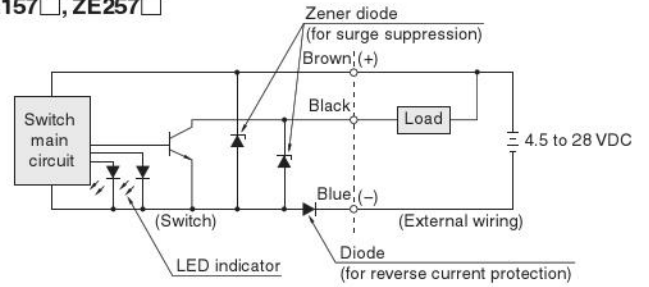 157□, ZE257□
Zener diode
(for surge suppression)
Brown (+)
Black
Load
Switch
main
circuit
4.5 to 28 VDC
Blue (–)
(Switch)
(External wiring)
LED indicator
Diode
(for reverse current protection)